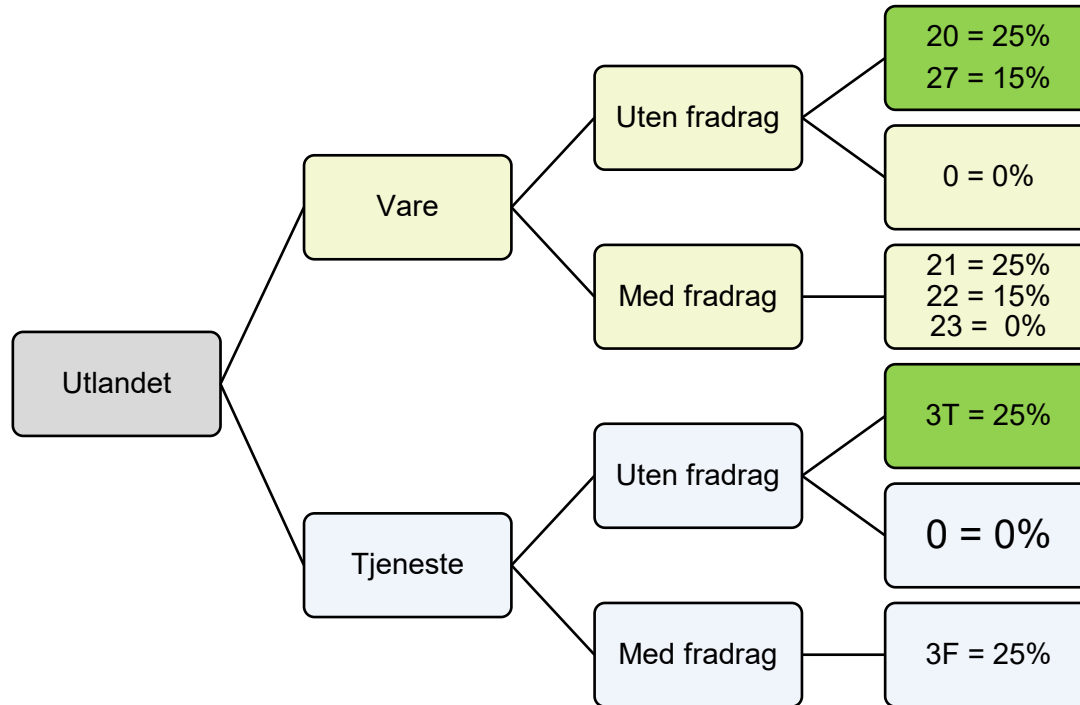 Utlandet
Vare
Uten fradrag
20 = 25%
27 = 15%
0 = 0%
Med fradrag
21 = 25%
22 = 15%
23 =  0%
Tjeneste
Uten fradrag
3T = 25%
0 = 0%
Med fradrag
3F = 25%